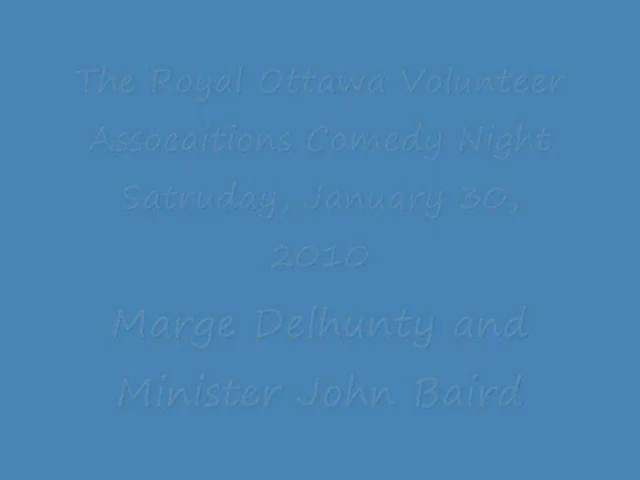 The Royal Ottawa Volunteer
Assocaitions Comedy Night
Satruday, January 30,
2010
Marge Delhunty and
Minister John Baird